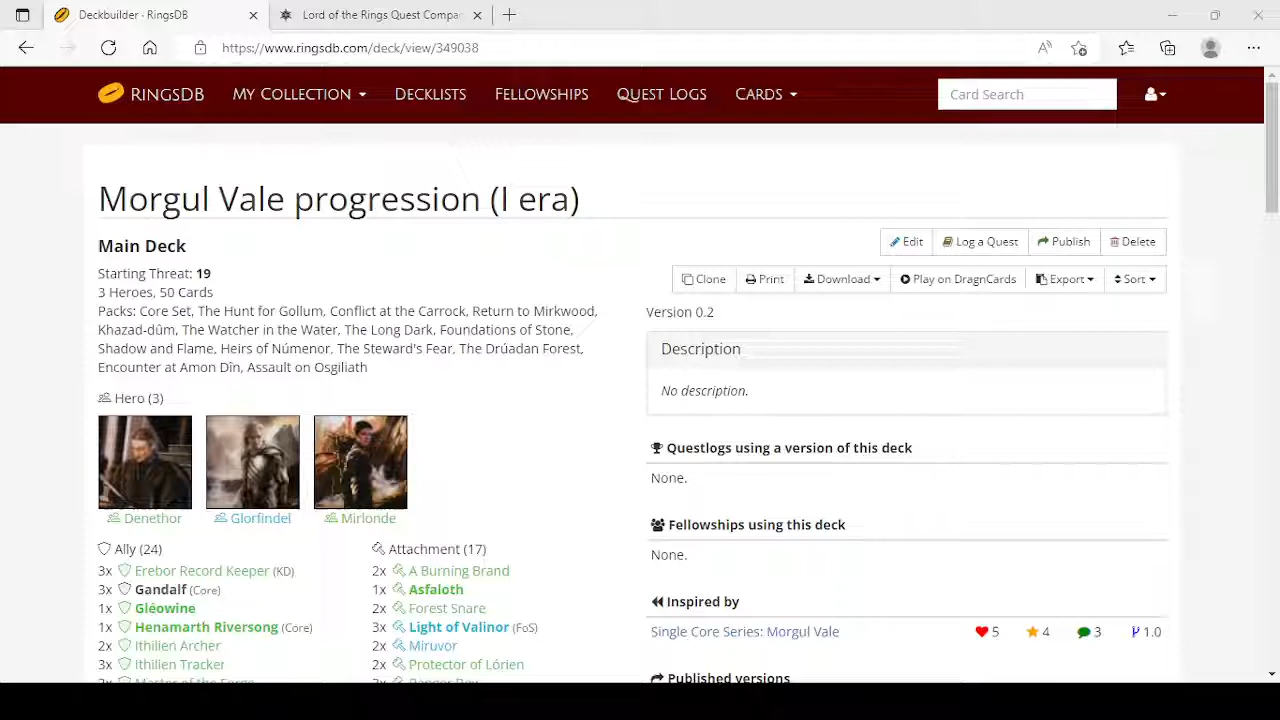 Deckbuilder · RingsDB
Lord of the Rings Quest Compa
https://www.ringsdb.com/deck/view/349038
RINGSDB
MY COLLECTION
DECKLISTS
FELLOWSHIPS
QUEST LOGS
CARDS
Card Search
Morgul Vale progression (I era)
Main Deck
Starting Threat: 19
3 Heroes, 50 Cards
Packs: Core Set, The Hunt for Gollum, Conflict at the Carrock, Return to Mirkwood,
Khazad-dûm, The Watcher in the Water, The Long Dark, Foundations of Stone,
Shadow and Flame, Heirs of Númenor, The Steward's Fear, The Drúadan Forest,
Encounter at Amon Dîn, Assault on Osgiliath
Hero (3)
Denethor
Glorfindel
Mirlonde
Ally (24)
3x Erebor Record Keeper (KD)
3x Gandalf (Core)
1x Gléowine
1x Henamarth Riversong (Core)
2x Ithilien Archer
3x Ithilien Tracker
Master of the Forge
Attachment (17)
2x A Burning Brand
1x Asfaloth
2x Forest Snare
3x Light of Valinor (FoS)
2x Miruvor
2x Protector of Lórien
Ranger Bow
Edit
Log a Quest
Publish
Delete
Clone
Print
Download
Play on DragnCards
Export
Sort
Version 0.2
Description
No description.
Questlogs using a version of this deck
None.
Fellowships using this deck
None.
Inspired by
Single Core Series: Morgul Vale 5 4 3 1.0
Published versions